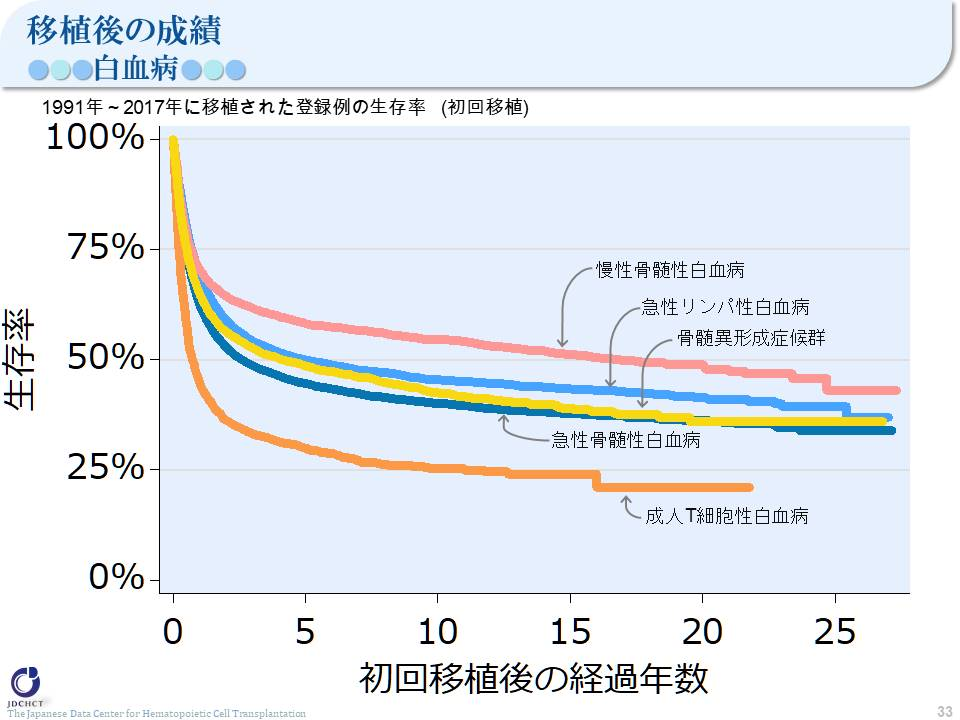 移植後の成績
白血病
1991年～2017年に移植された登録例の生存率 (初回移植)
100%
75%
50%
25%
0%
生存率
慢性骨髄性白血病
急性リンパ性白血病
骨髄異形成症候群
急性骨髄性白血病
成人T細胞性白血病
0 5 10 15 20 25
初回移植後の経過年数
JDCHCT
The Japanese Data Center for Hematopoietic Cell Transplantation
33